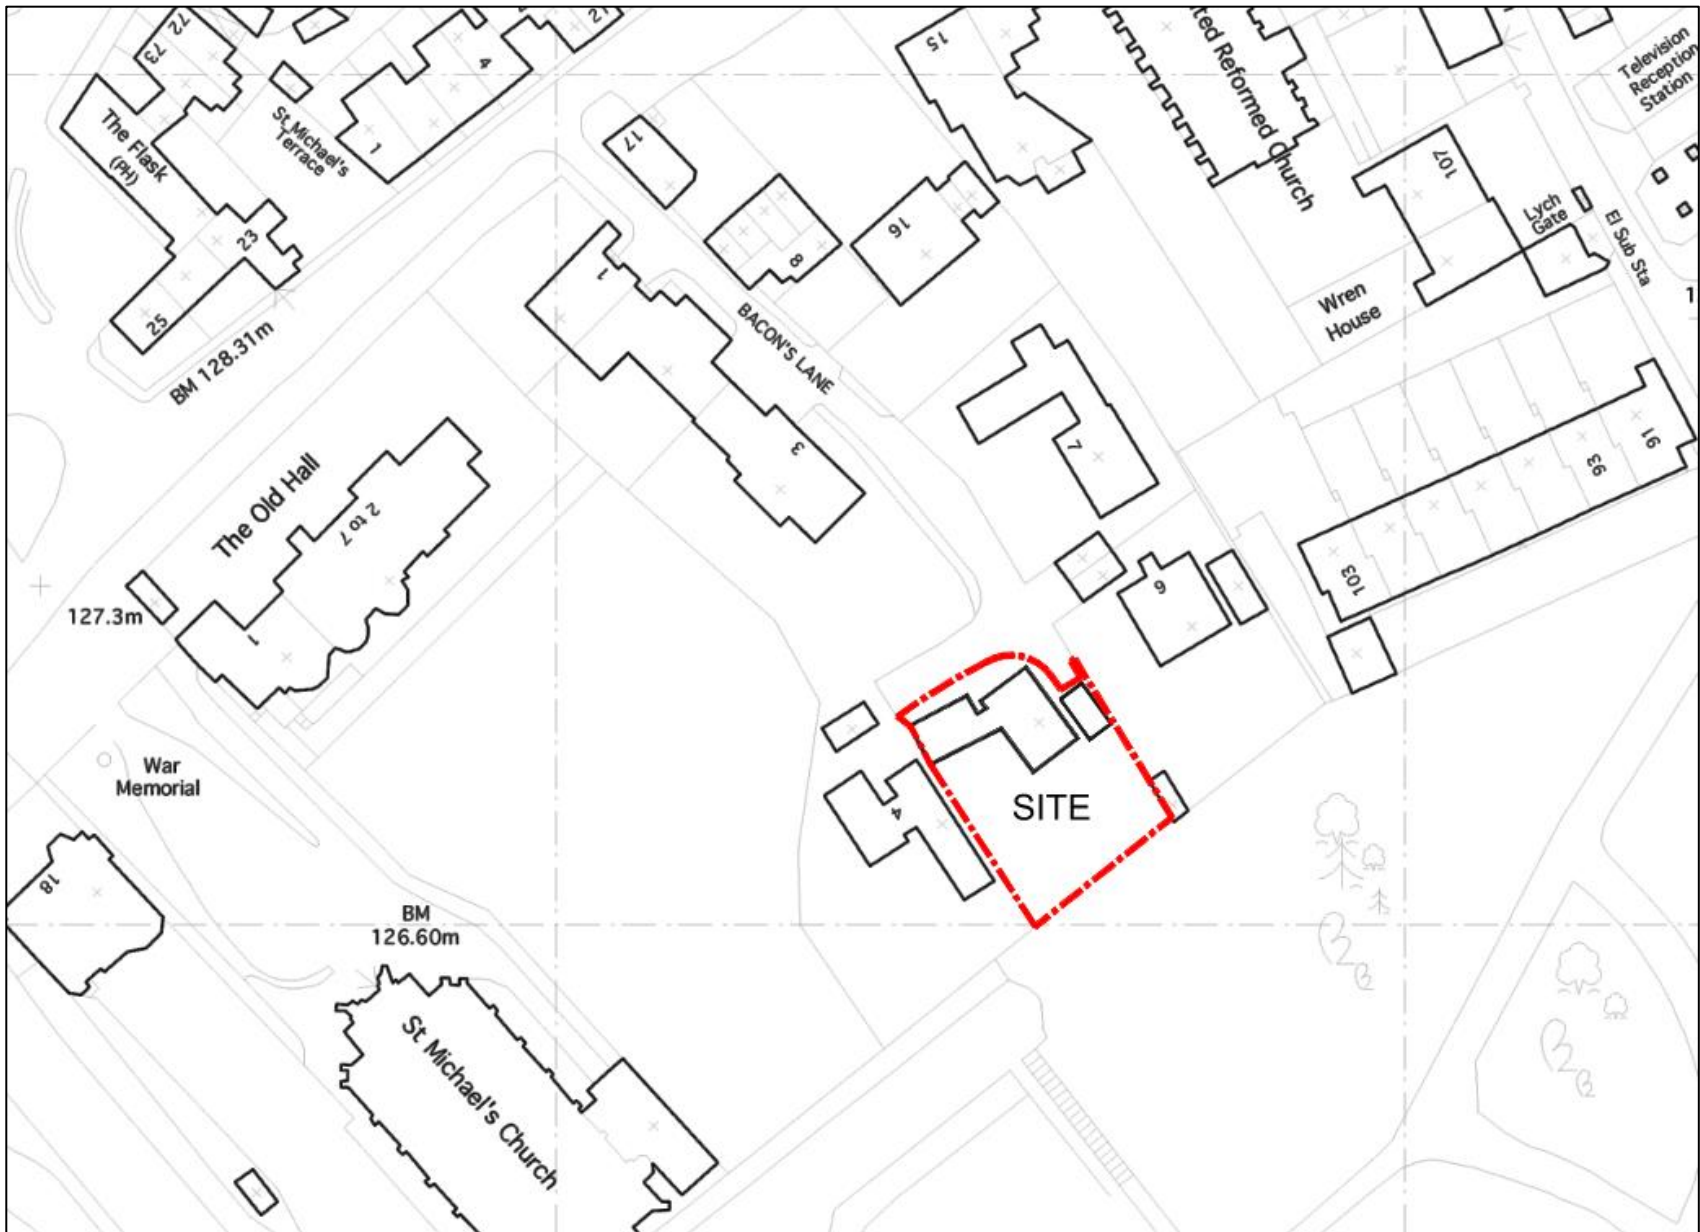 72
73
The Flask
(PH)
St Michael's
Terrace
1
4
21
23
25
BM 128.31m
17
8
16
15
ted Reformed Church
107
Lych
Gate
El Sub Sta
Television
Reception
Station
1
Wren
House
BACON'S LANE
1
3
7
6
91
93
103
The Old Hall
2 to 7
1
127.3m
War
Memorial
18
BM
126.60m
4
SITE
St Michael's Church